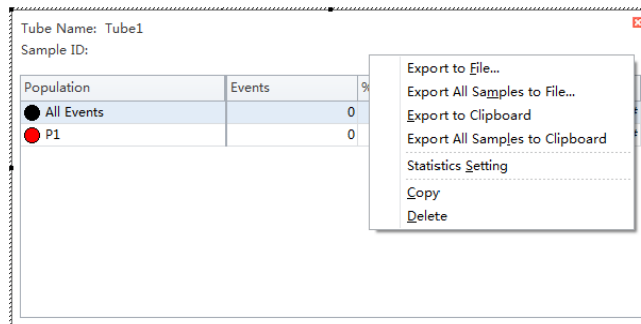 Tube Name: Tube1
Sample ID:
Population Events %
All Events 0
P1 0
Export to File...
Export All Samples to File...
Export to Clipboard
Export All Samples to Clipboard
Statistics Setting
Copy
Delete